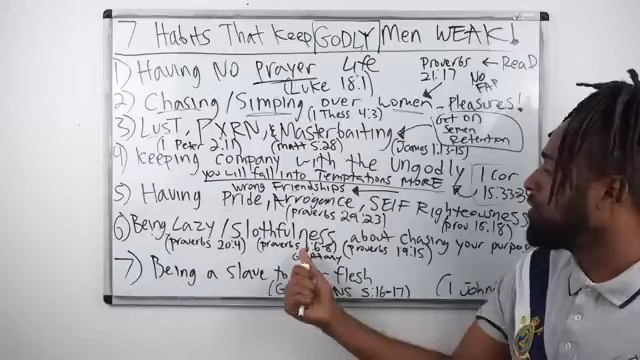 7 Habits That Keep GODLY Men WEAK!
1) Having NO Prayer Life
(Luke 18:1)
Proverbs 21:17 ← Read
NO FAP
2) Chasing / Simping over women - Pleasures!
(1 Thess 4:3)
3) Lust, PXRN, & Masterbaiting
(1 Peter 2:11) (matt 5:28) (James 1:13-15)
Get on Semen Retention
4) Keeping company with the ungodly
you will fall into Temptations MORE
1 Cor 15:33
wrong Friendships
5) Having Pride, Arrogance, Self Righteousness
(proverbs 29:23) (prov 15:18)
6) Being Lazy / Slothfulness about chasing your
(proverbs 20:4) (proverbs 6:6-8) (proverbs 19:15)
7) Being a slave to flesh
5:16-17) (1 John